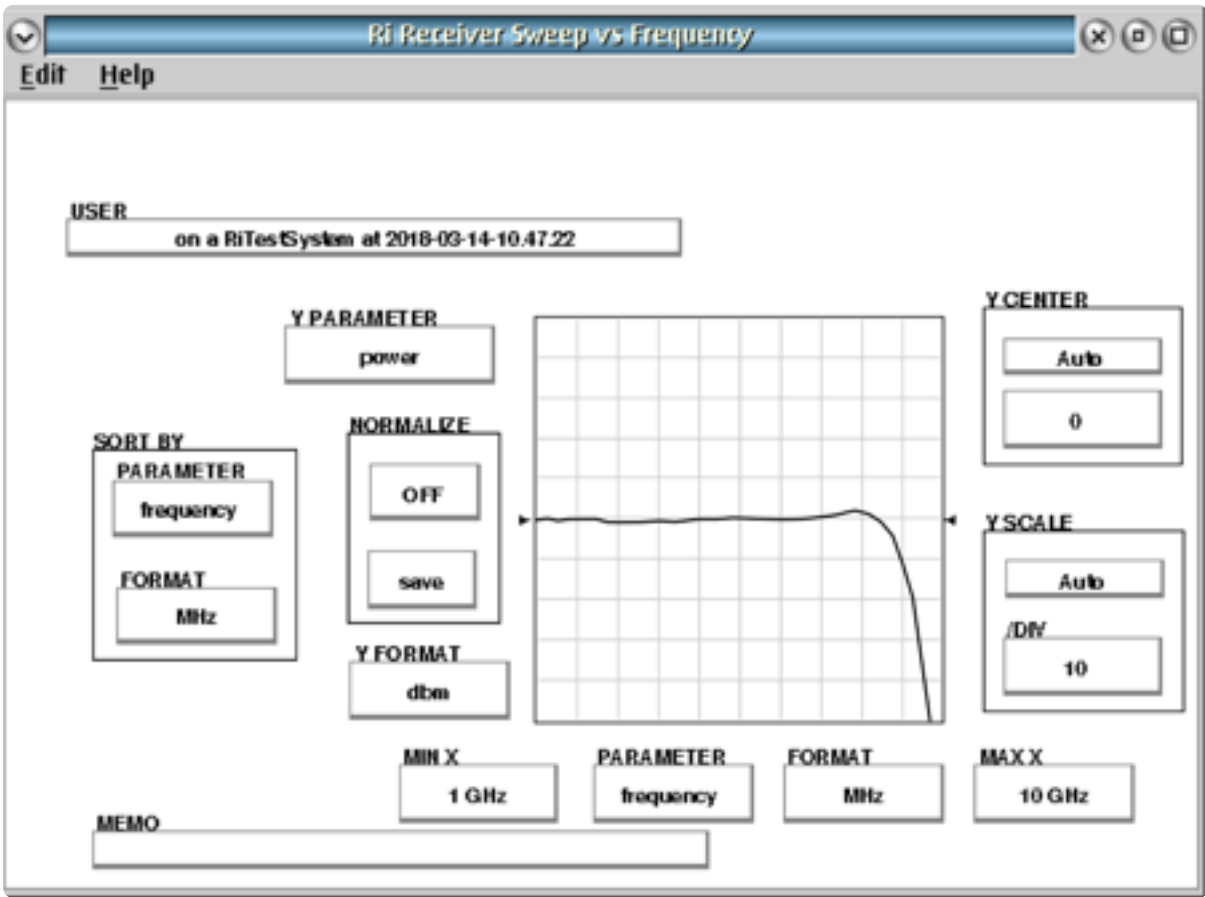 Ri Receiver Sweep vs Frequency
Edit Help
USER
on a RiTestSystem at 2018-03-14-10.47.22
Y PARAMETER
power
Y CENTER
Auto
0
NORMALIZE
OFF
save
SORT BY
PARAMETER
frequency
FORMAT
MHz
Y SCALE
Auto
/DIV
10
Y FORMAT
dbm
MIN X
1 GHz
PARAMETER
frequency
FORMAT
MHz
MAX X
10 GHz
MEMO